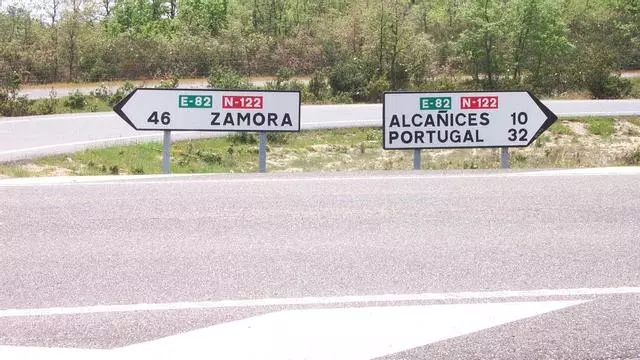 E-82 N-122
46 ZAMORA
E-82 N-122
ALCAÑICES 10
PORTUGAL 32